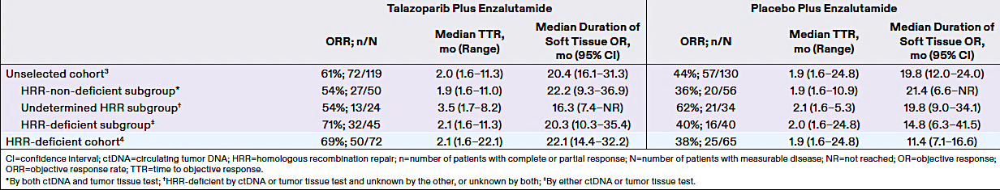 Talazoparib Plus Enzalutamide Placebo Plus Enzalutamide
ORR; n/N Median TTR, mo (Range) Median Duration of Soft Tissue OR, mo (95% CI) ORR; n/N Median TTR, mo (Range) Median Duration of Soft Tissue OR, mo (95% CI)
Unselected cohort³ 61%; 72/119 2.0 (1.6–11.3) 20.4 (16.1–31.3) 44%; 57/130 1.9 (1.6–24.8) 19.8 (12.0–24.0)
HRR-non-deficient subgroup* 54%; 27/50 1.9 (1.6–11.0) 22.2 (9.3–36.9) 36%; 20/56 1.9 (1.6–10.9) 21.4 (6.6–NR)
Undetermined HRR subgroup† 54%; 13/24 3.5 (1.7–8.2) 16.3 (7.4–NR) 62%; 21/34 2.1 (1.6–5.3) 19.8 (9.0–34.1)
HRR-deficient subgroup‡ 71%; 32/45 2.1 (1.6–11.3) 20.3 (10.3–35.4) 40%; 16/40 2.0 (1.6–24.8) 14.8 (6.3–41.5)
HRR-deficient cohort⁴ 69%; 50/72 2.1 (1.6–22.1) 22.1 (14.4–32.2) 38%; 25/65 1.9 (1.6–24.8) 11.4 (7.1–16.6)
CI=confidence interval; ctDNA=circulating tumor DNA; HRR=homologous recombination repair; n=number of patients with complete or partial response; N=number of patients with measurable disease; NR=not reached; OR=objective response;
ORR=objective response rate; TTR=time to objective response.
*By both ctDNA and tumor tissue test; †HRR-deficient by ctDNA or tumor tissue test and unknown by the other, or unknown by both; ‡By either ctDNA or tumor tissue test.